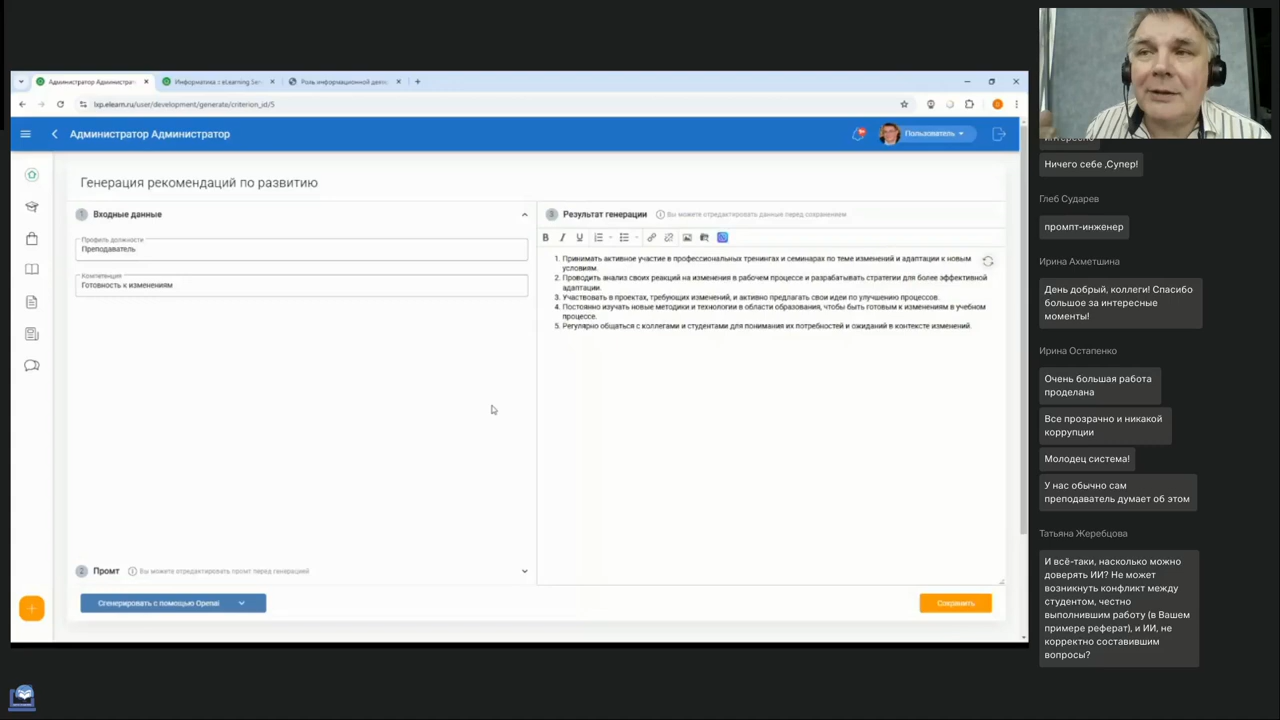 Администратор Администрат
Информатика с eLearning Ser
Роль информационной деяте
lxp.elearn.ru/user/development/generate/criterion_id/5
Администратор Администратор
Пользователь
Генерация рекомендаций по развитию
1 Входные данные
Профиль должности
Преподаватель
Компетенция
Готовность к изменениям
2 Промт Вы можете отредактировать промт перед генерацией
Сгенерировать с помощью Openai
3 Результат генерации Вы можете отредактировать данные перед сохранением
B I U
1. Принимать активное участие в профессиональных тренингах и семинарах по теме изменений и адаптации к новым
условиям.
2. Проводить анализ своих реакций на изменения в рабочем процессе и разрабатывать стратегии для более эффективной
адаптации.
3. Участвовать в проектах, требующих изменений, и активно предлагать свои идеи по улучшению процессов.
4. Постоянно изучать новые методики и технологии в области образования, чтобы быть готовым к изменениям в учебном
процессе.
5. Регулярно общаться с коллегами и студентами для понимания их потребностей и ожиданий в контексте изменений.
Сохранить
интересно
Ничего себе ,Супер!
Глеб Сударев
промпт-инженер
Ирина Ахметшина
День добрый, коллеги! Спасибо
большое за интересные
моменты!
Ирина Остапенко
Очень большая работа
проделана
Все прозрачно и никакой
коррупции
Молодец система!
У нас обычно сам
преподаватель думает об этом
Татьяна Жеребцова
И всё-таки, насколько можно
доверять ИИ? Не может
возникнуть конфликт между
студентом, честно
выполнившим работу (в Вашем
примере реферат), и ИИ, не
корректно составившим
вопросы?